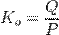 K_o = Q/P